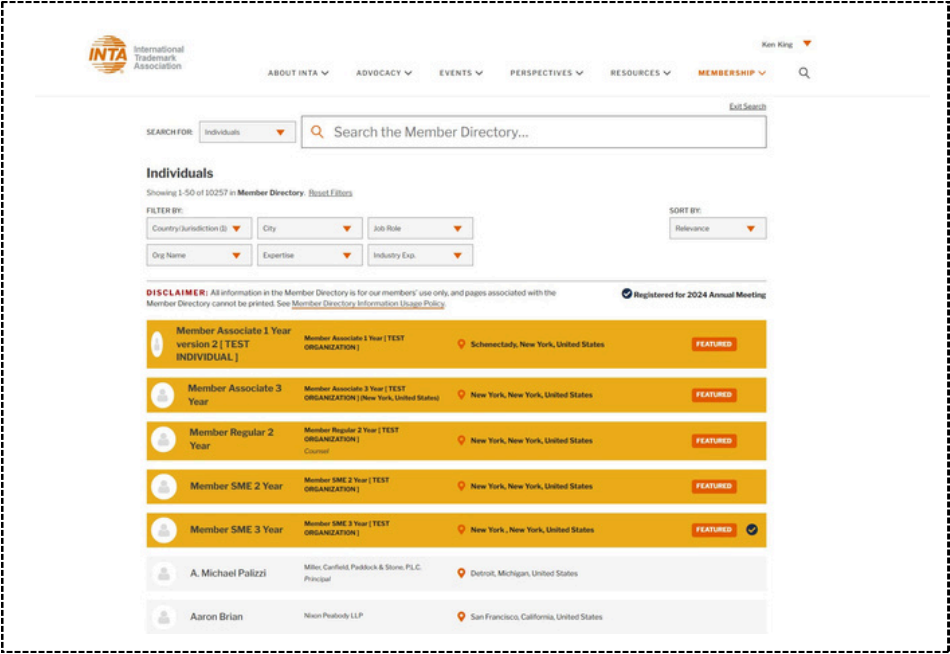 INTA International
Trademark
Association
Ken King
ABOUT INTA ADVOCACY EVENTS PERSPECTIVES RESOURCES MEMBERSHIP
Exit Search
SEARCH FOR: Individuals Search the Member Directory...
Individuals
Showing 1-50 of 10257 in Member Directory. Reset Filters
FILTER BY: SORT BY:
Country/Jurisdiction (1) City Job Role Relevance
Org Name Expertise Industry Exp.
DISCLAIMER: All information in the Member Directory is for our members' use only, and pages associated with the
Member Directory cannot be printed. See Member Directory Information Usage Policy.
Registered for 2024 Annual Meeting
Member Associate 1 Year
version 2 [ TEST
INDIVIDUAL ]
Member Associate 1 Year [ TEST
ORGANIZATION ]
Schenectady, New York, United States
FEATURED
Member Associate 3
Year
Member Associate 3 Year [ TEST
ORGANIZATION ] (New York, United States)
New York, New York, United States
FEATURED
Member Regular 2
Year
Member Regular 2 Year [ TEST
ORGANIZATION ]
Counsel
New York, New York, United States
FEATURED
Member SME 2 Year
Member SME 2 Year [ TEST
ORGANIZATION ]
New York, New York, United States
FEATURED
Member SME 3 Year
Member SME 3 Year [ TEST
ORGANIZATION ]
New York , New York, United States
FEATURED
A. Michael Palizzi
Miller, Canfield, Paddock & Stone, P.L.C.
Principal
Detroit, Michigan, United States
Aaron Brian
Nixon Peabody LLP
San Francisco, California, United States